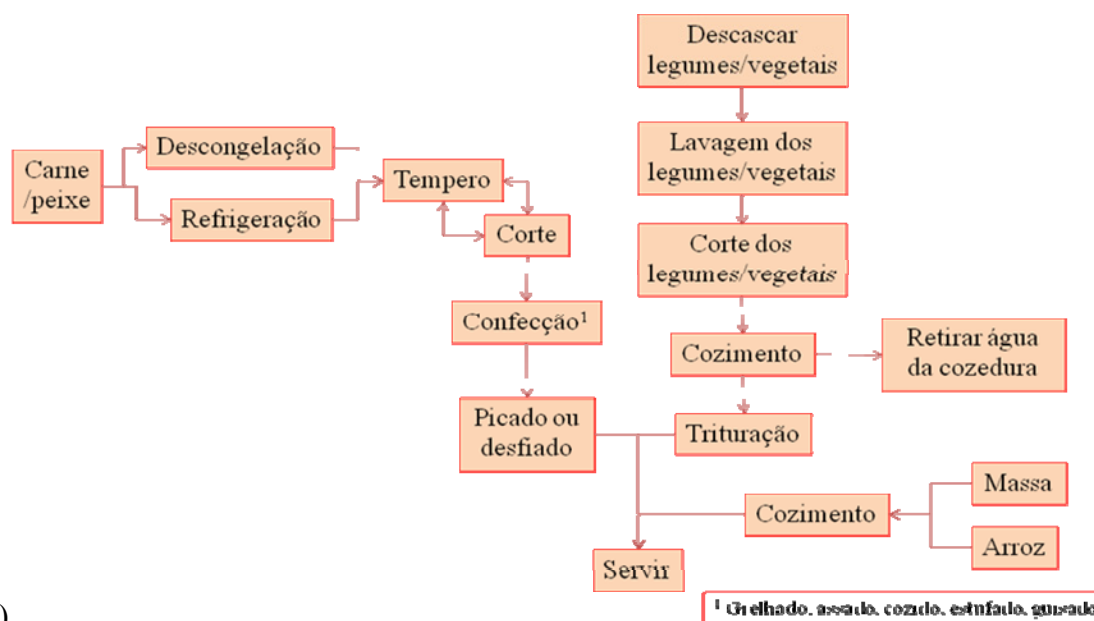 Descascar
legumes/vegetais
Lavagem dos
legumes/vegetais
Corte dos
legumes/vegetais
Carne
/peixe
Descongelação
Refrigeração
Tempero
Corte
Confecção¹
Picado ou
desfiado
Cozimento
Retirar água
da cozedura
Trituração
Massa
Cozimento
Arroz
Servir
¹ Grelhado, assado, cozido, estufado, guisado
)